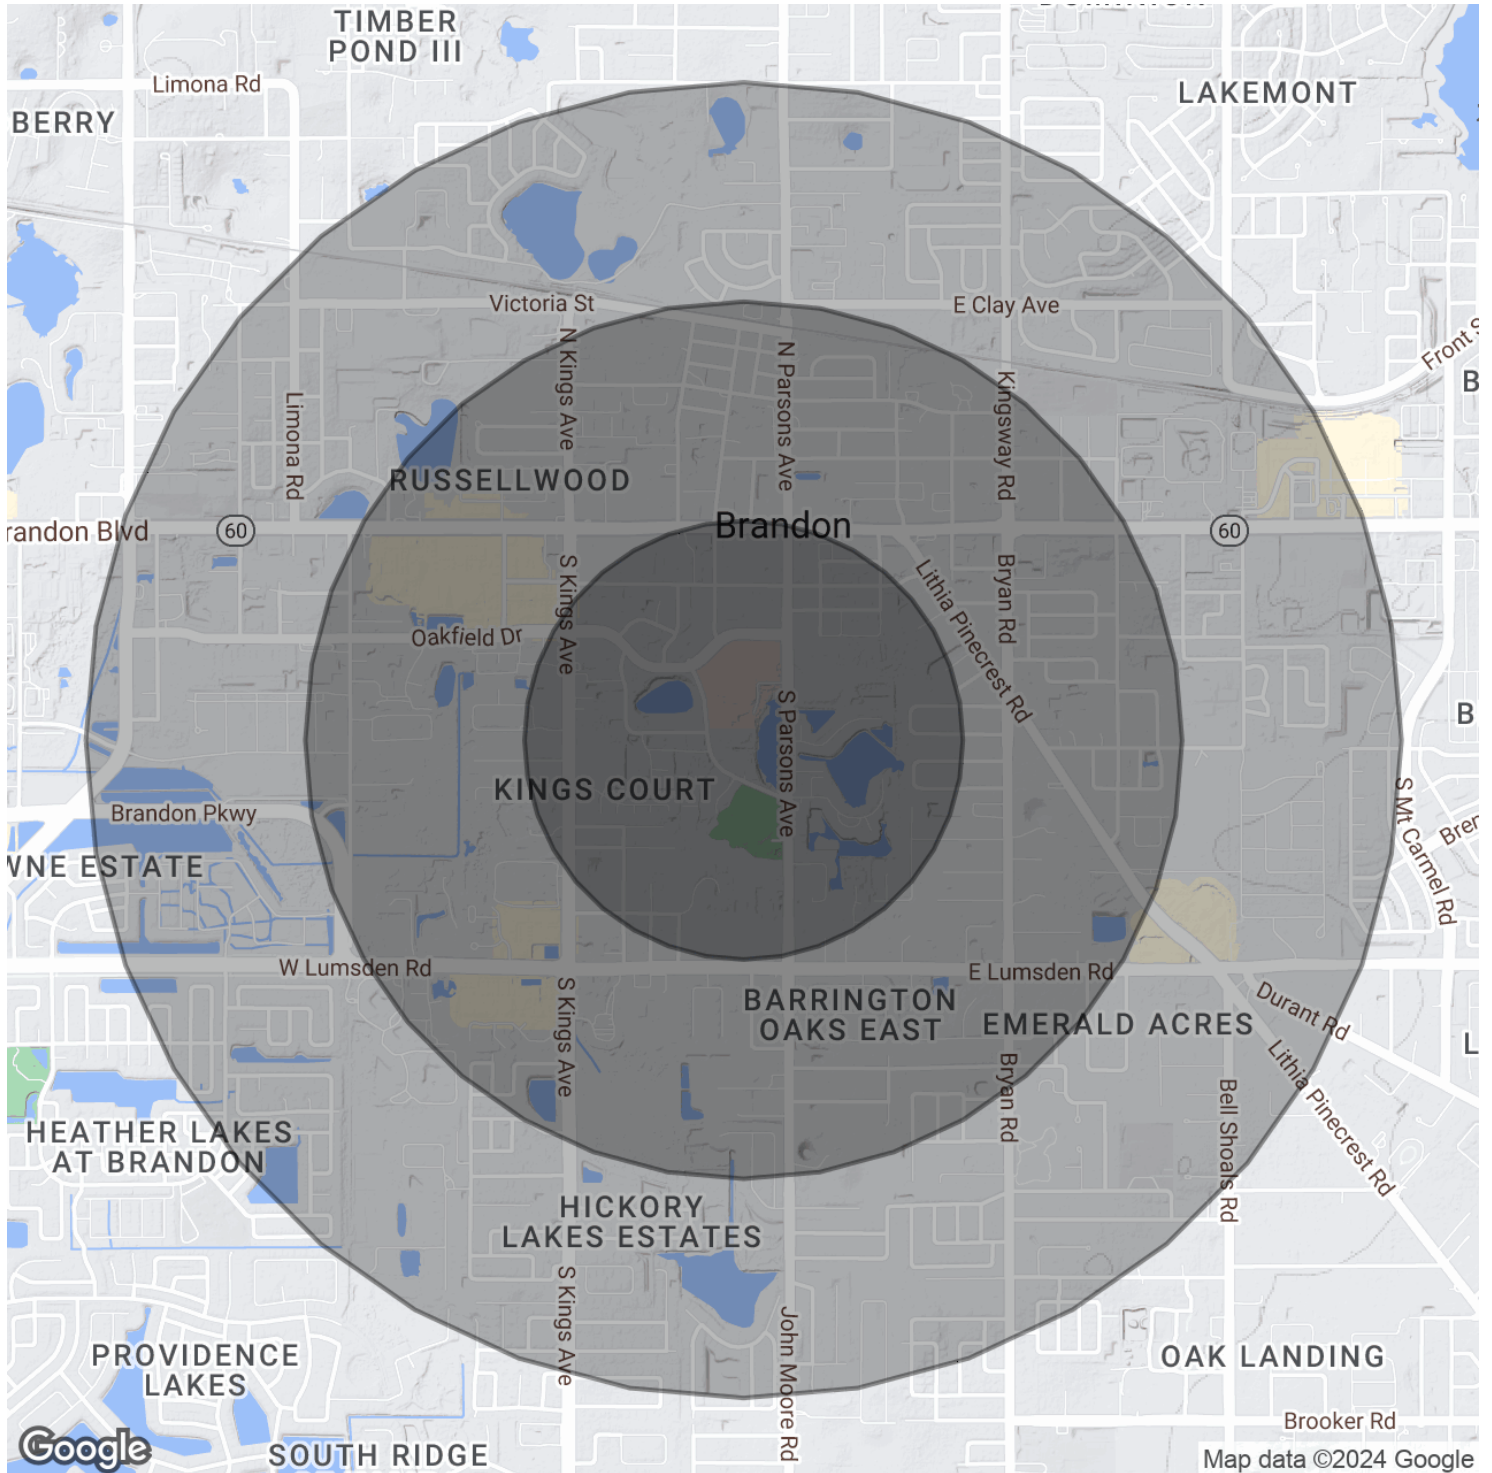 TIMBER
POND III
Limona Rd
LAKEMONT
BERRY
Victoria St
E Clay Ave
Front S
N Kings Ave
N Parsons Ave
Kingsway Rd
B
Limona Rd
RUSSELLWOOD
Brandon
randon Blvd
60
60
S Kings Ave
Bryan Rd
Lithia Pinecrest Rd
Oakfield Dr
S Parsons Ave
B
KINGS COURT
Brandon Pkwy
S Mt Carmel Rd
Bren
WNE ESTATE
W Lumsden Rd
E Lumsden Rd
S Kings Ave
BARRINGTON
OAKS EAST
EMERALD ACRES
Durant Rd
L
Lithia Pinecrest Rd
Bryan Rd
Bell Shoals Rd
HEATHER LAKES
AT BRANDON
HICKORY
LAKES ESTATES
S Kings Ave
John Moore Rd
PROVIDENCE
LAKES
OAK LANDING
Brooker Rd
SOUTH RIDGE
Google
Map data ©2024 Google